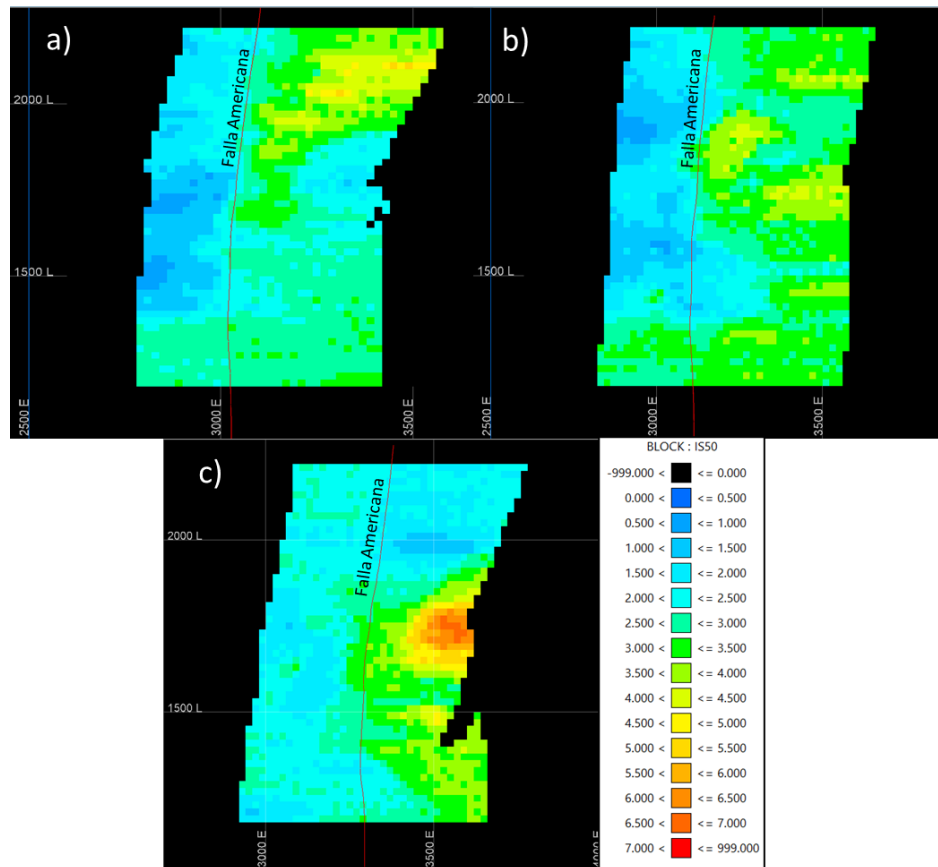 a)
Falla Americana
2000 L
1500 L
2500 E
3000 E
3500 E
b)
Falla Americana
2000 L
1500 L
2500 E
3000 E
3500 E
c)
Falla Americana
2000 L
1500 L
3000 E
3500 E
4000 E
BLOCK : IS50
-999.000 < <= 0.000
0.000 < <= 0.500
0.500 < <= 1.000
1.000 < <= 1.500
1.500 < <= 2.000
2.000 < <= 2.500
2.500 < <= 3.000
3.000 < <= 3.500
3.500 < <= 4.000
4.000 < <= 4.500
4.500 < <= 5.000
5.000 < <= 5.500
5.500 < <= 6.000
6.000 < <= 6.500
6.500 < <= 7.000
7.000 < <= 999.000